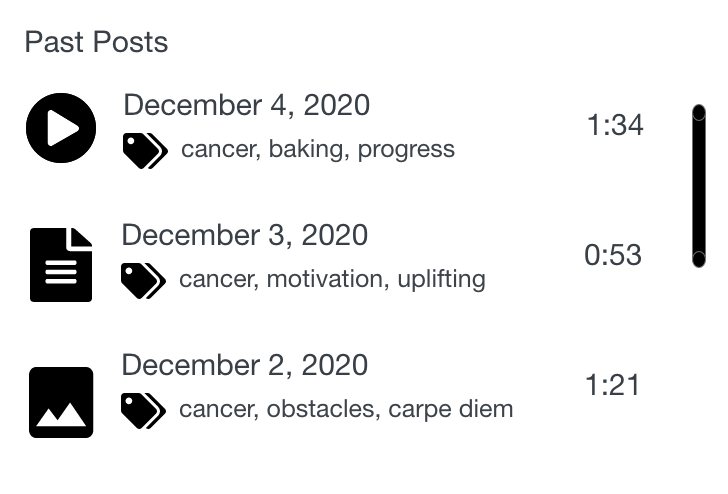 Past Posts
December 4, 2020
1:34
cancer, baking, progress
December 3, 2020
0:53
cancer, motivation, uplifting
December 2, 2020
1:21
cancer, obstacles, carpe diem